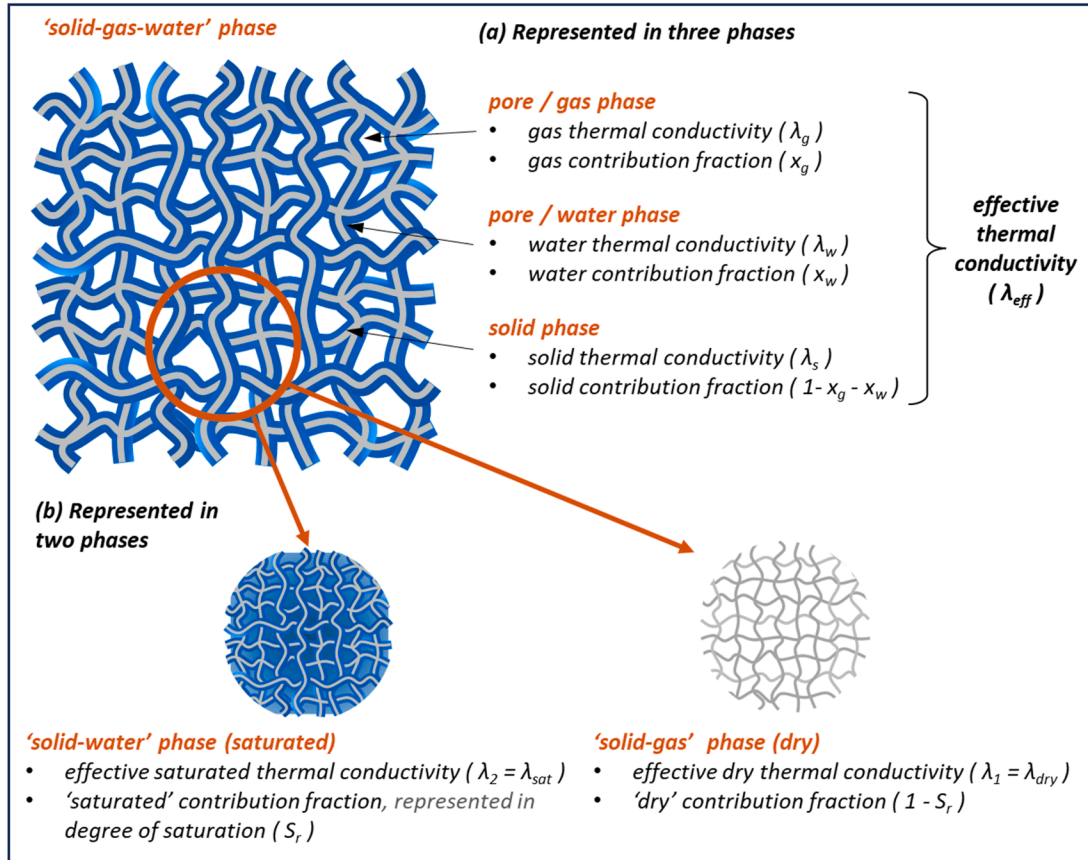 ‘solid-gas-water’ phase
(a) Represented in three phases
pore / gas phase
• gas thermal conductivity ( λg )
• gas contribution fraction ( xg )
pore / water phase
• water thermal conductivity ( λw )
• water contribution fraction ( xw )
solid phase
• solid thermal conductivity ( λs )
• solid contribution fraction ( 1- xg - xw )
effective
thermal
conductivity
( λeff )
(b) Represented in
two phases
‘solid-water’ phase (saturated)
• effective saturated thermal conductivity ( λ2 = λsat )
• ‘saturated’ contribution fraction, represented in
degree of saturation ( Sr )
‘solid-gas’ phase (dry)
• effective dry thermal conductivity ( λ1 = λdry )
• ‘dry’ contribution fraction ( 1 - Sr )